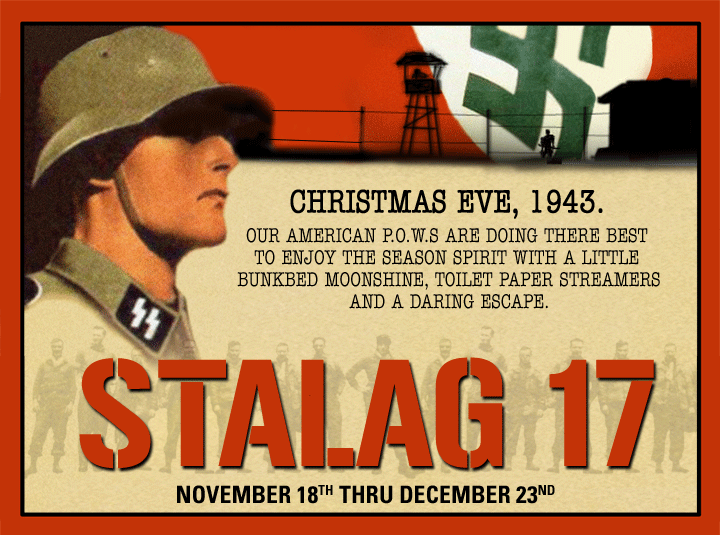 CHRISTMAS EVE, 1943.
OUR AMERICAN P.O.W.S ARE DOING THERE BEST
TO ENJOY THE SEASON SPIRIT WITH A LITTLE
BUNKBED MOONSHINE, TOILET PAPER STREAMERS
AND A DARING ESCAPE.
STALAG 17
NOVEMBER 18TH THRU DECEMBER 23ND